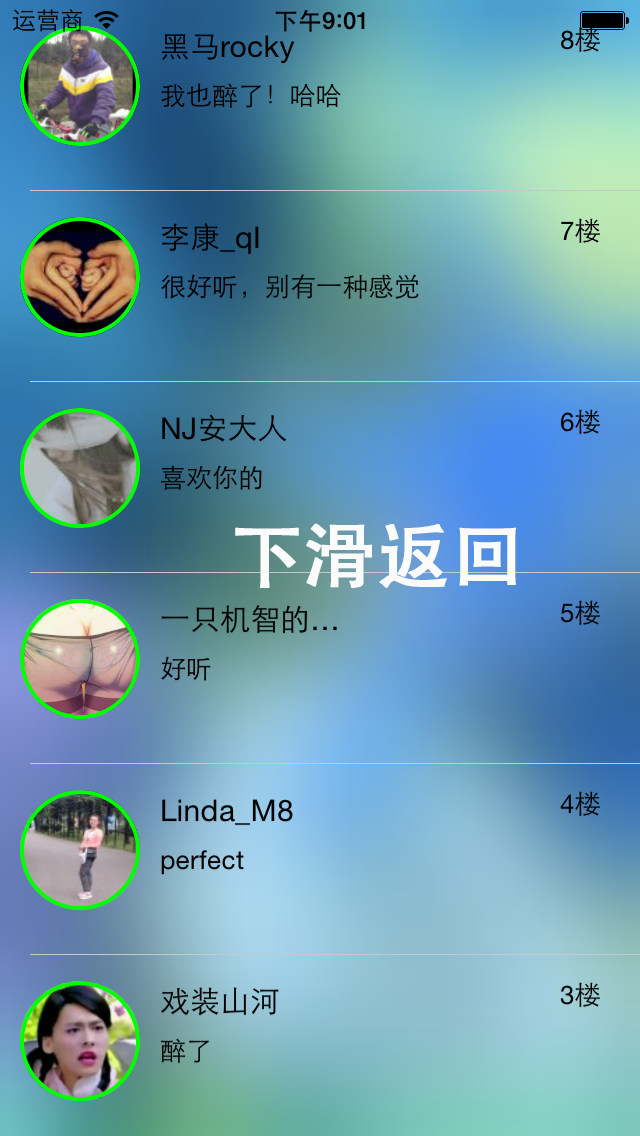 运营商 下午9:01
黑马rocky 8楼
我也醉了！哈哈
李康_ql 7楼
很好听，别有一种感觉
NJ安大人 6楼
喜欢你的
下滑返回
一只机智的... 5楼
好听
Linda_M8 4楼
perfect
戏装山河 3楼
醉了